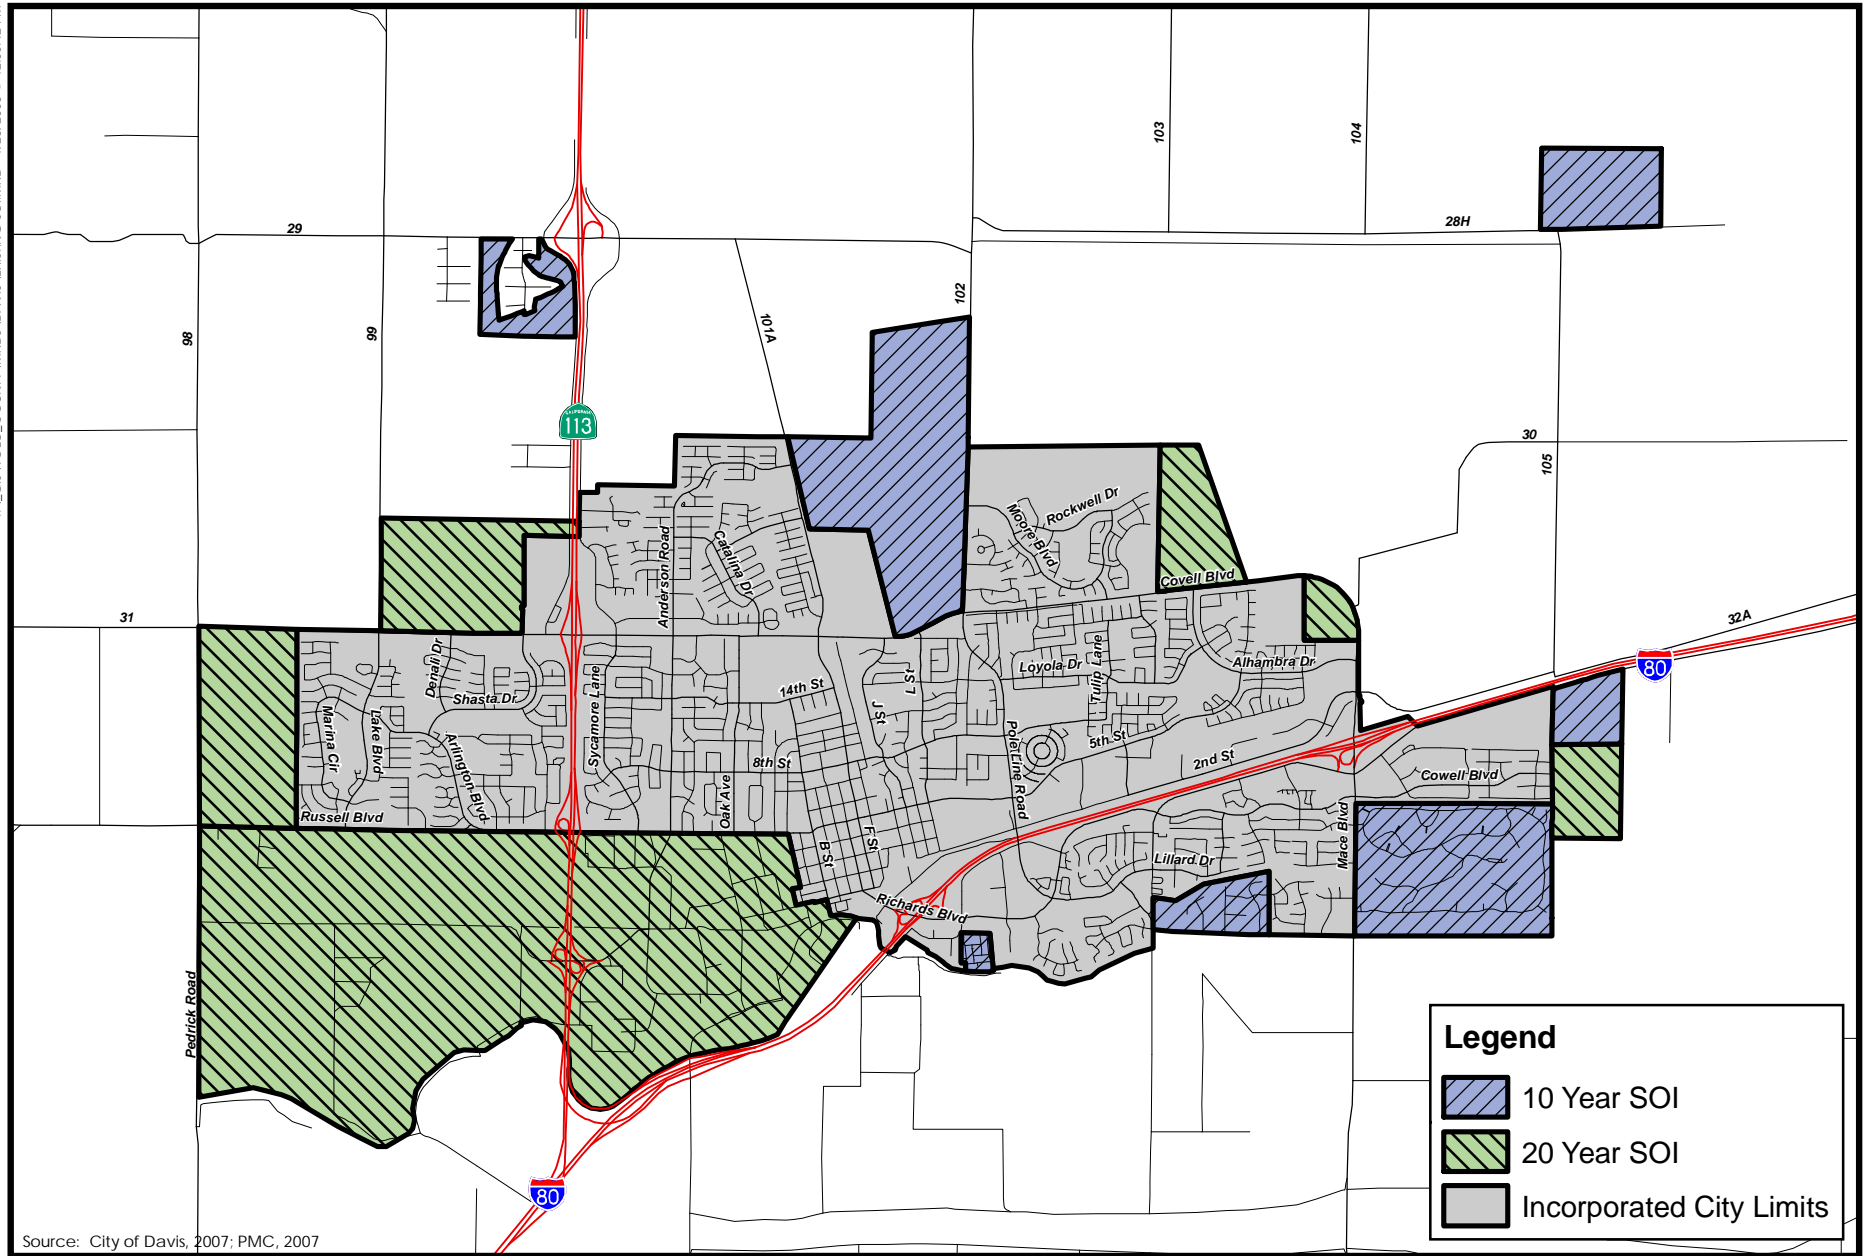 103
104
28H
29
102
98
99
101A
CALIFORNIA
113
30
105
Rockwell Dr
Moore Blvd
Anderson Road
Catalina Dr
Covell Blvd
31
32A
80
Denali Dr
Shasta Dr
Sycamore Lane
14th St
L St
J St
Loyola Dr
Tulip Lane
Alhambra Dr
Marina Cir
Lake Blvd
Arlington Blvd
8th St
Oak Ave
Pole Line Road
5th St
2nd St
Cowell Blvd
Russell Blvd
B St
F St
Mace Blvd
Lillard Dr
Richards Blvd
Pedrick Road
80
Legend
10 Year SOI
20 Year SOI
Incorporated City Limits
Source: City of Davis, 2007; PMC, 2007